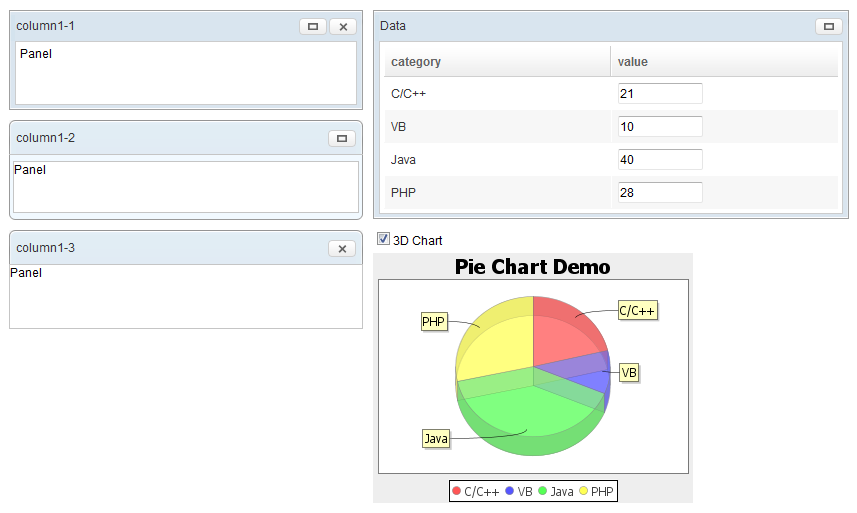 column1-1
Panel
column1-2
Panel
column1-3
Panel
Data
category value
C/C++ 21
VB 10
Java 40
PHP 28
3D Chart
Pie Chart Demo
C/C++
PHP
VB
Java
C/C++ VB Java PHP